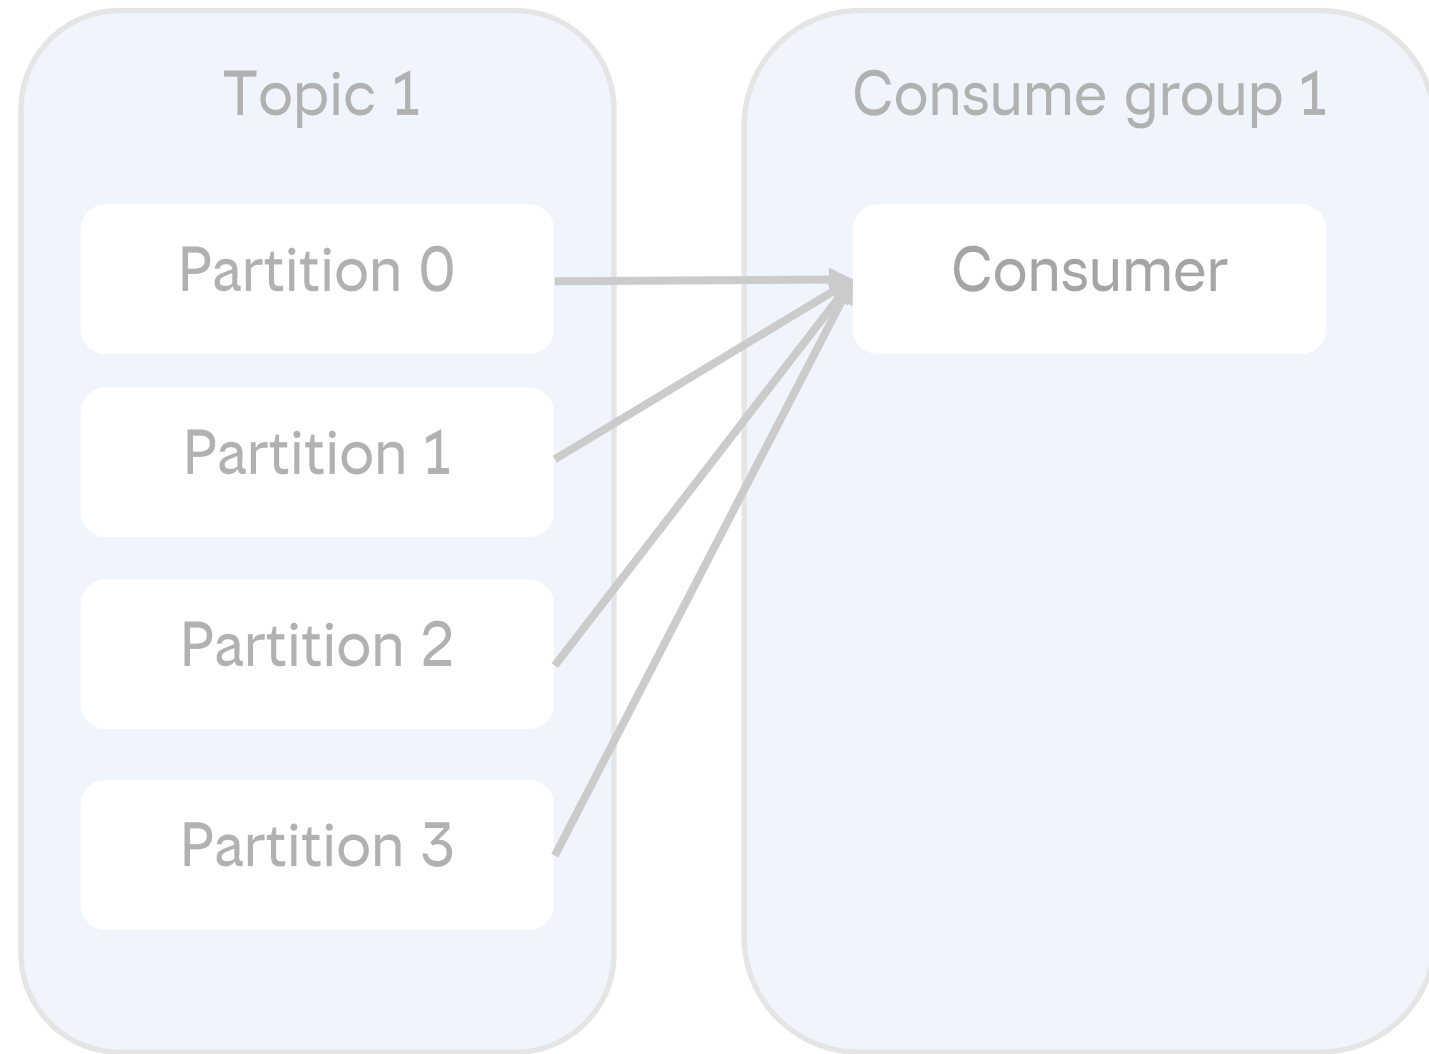 Topic 1
Partition 0
Partition 1
Partition 2
Partition 3
Consume group 1
Consumer